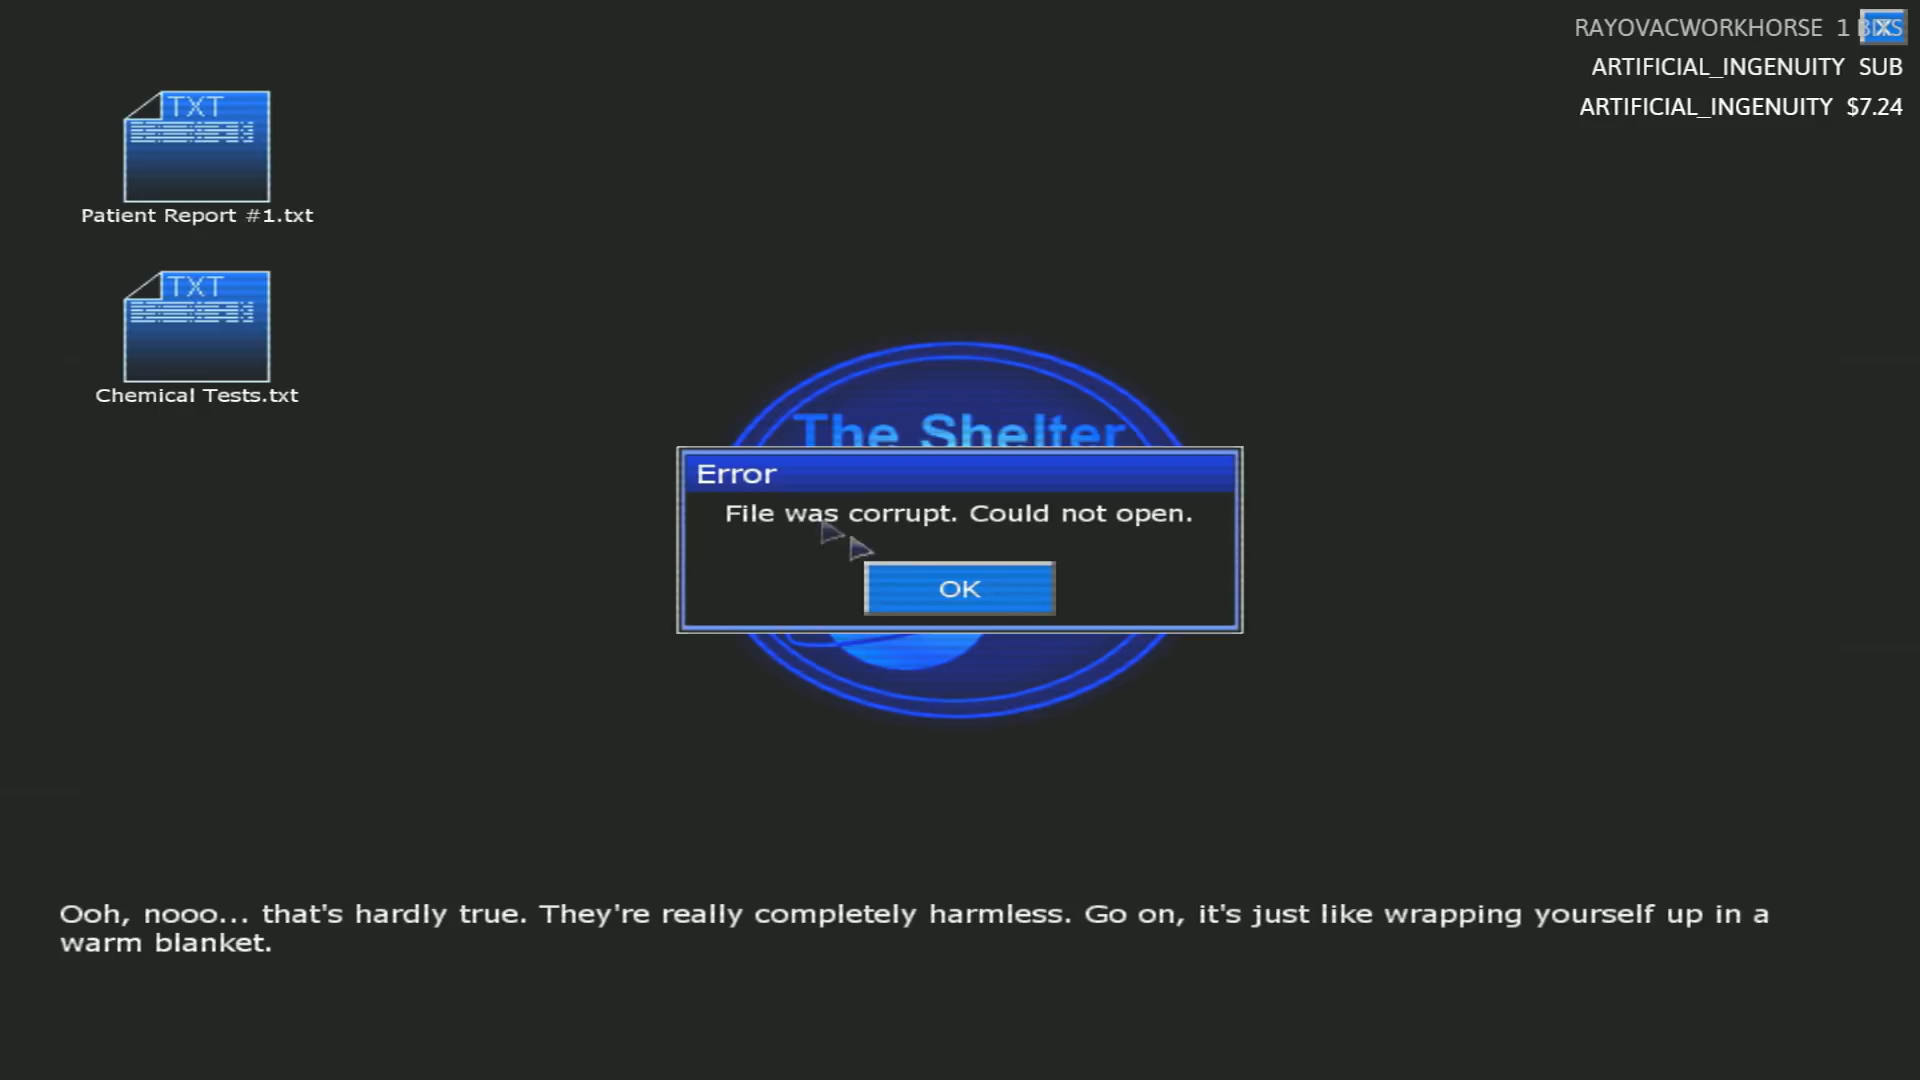 RAYOVACWORKHORSE 1 BITS
X
ARTIFICIAL_INGENUITY SUB
ARTIFICIAL_INGENUITY $7.24
TXT
Patient Report #1.txt
TXT
Chemical Tests.txt
The Shelter
Error
File was corrupt. Could not open.
OK
Ooh, nooo... that's hardly true. They're really completely harmless. Go on, it's just like wrapping yourself up in a
warm blanket.